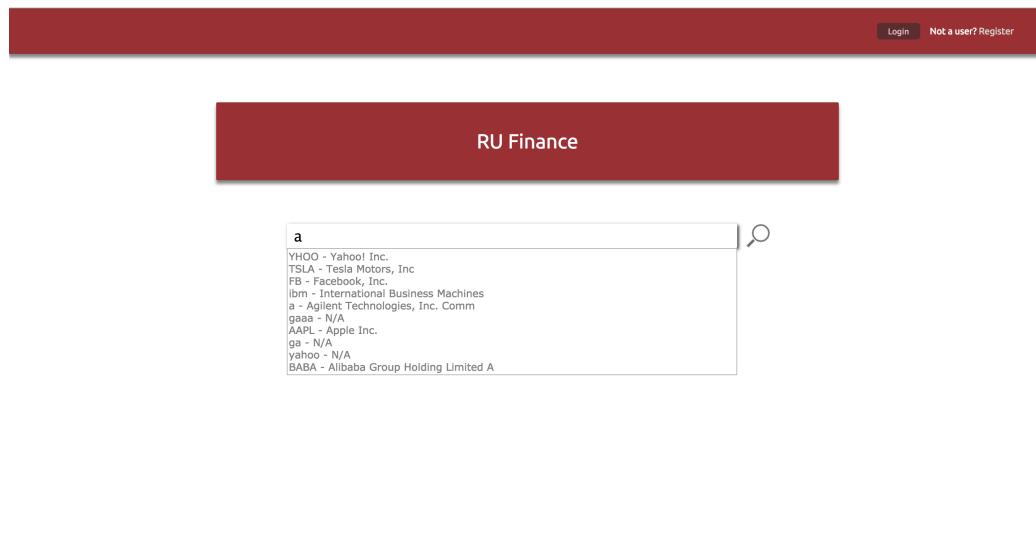 Login Not a user? Register
RU Finance
a
YHOO - Yahoo! Inc.
TSLA - Tesla Motors, Inc
FB - Facebook, Inc.
ibm - International Business Machines
a - Agilent Technologies, Inc. Comm
gaaa - N/A
AAPL - Apple Inc.
ga - N/A
yahoo - N/A
BABA - Alibaba Group Holding Limited A